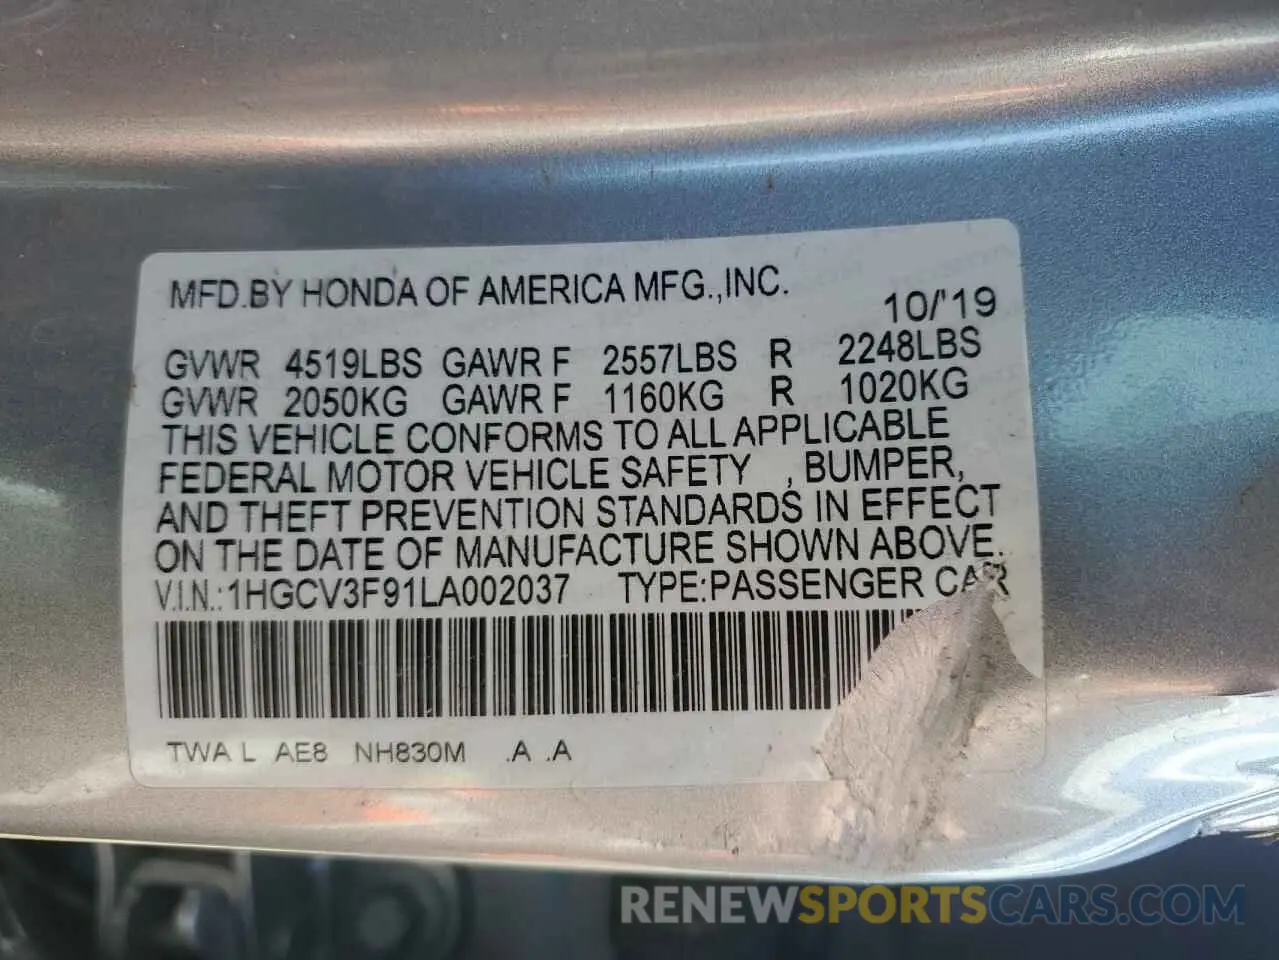 MFD.BY HONDA OF AMERICA MFG.,INC.
10/'19
GVWR 4519LBS GAWR F 2557LBS R 2248LBS
GVWR 2050KG GAWR F 1160KG R 1020KG
THIS VEHICLE CONFORMS TO ALL APPLICABLE
FEDERAL MOTOR VEHICLE SAFETY , BUMPER,
AND THEFT PREVENTION STANDARDS IN EFFECT
ON THE DATE OF MANUFACTURE SHOWN ABOVE.
V.I.N.:1HGCV3F91LA002037 TYPE:PASSENGER CAR
TWA L AE8 NH830M .A .A
RENEWSPORTSCARS.COM